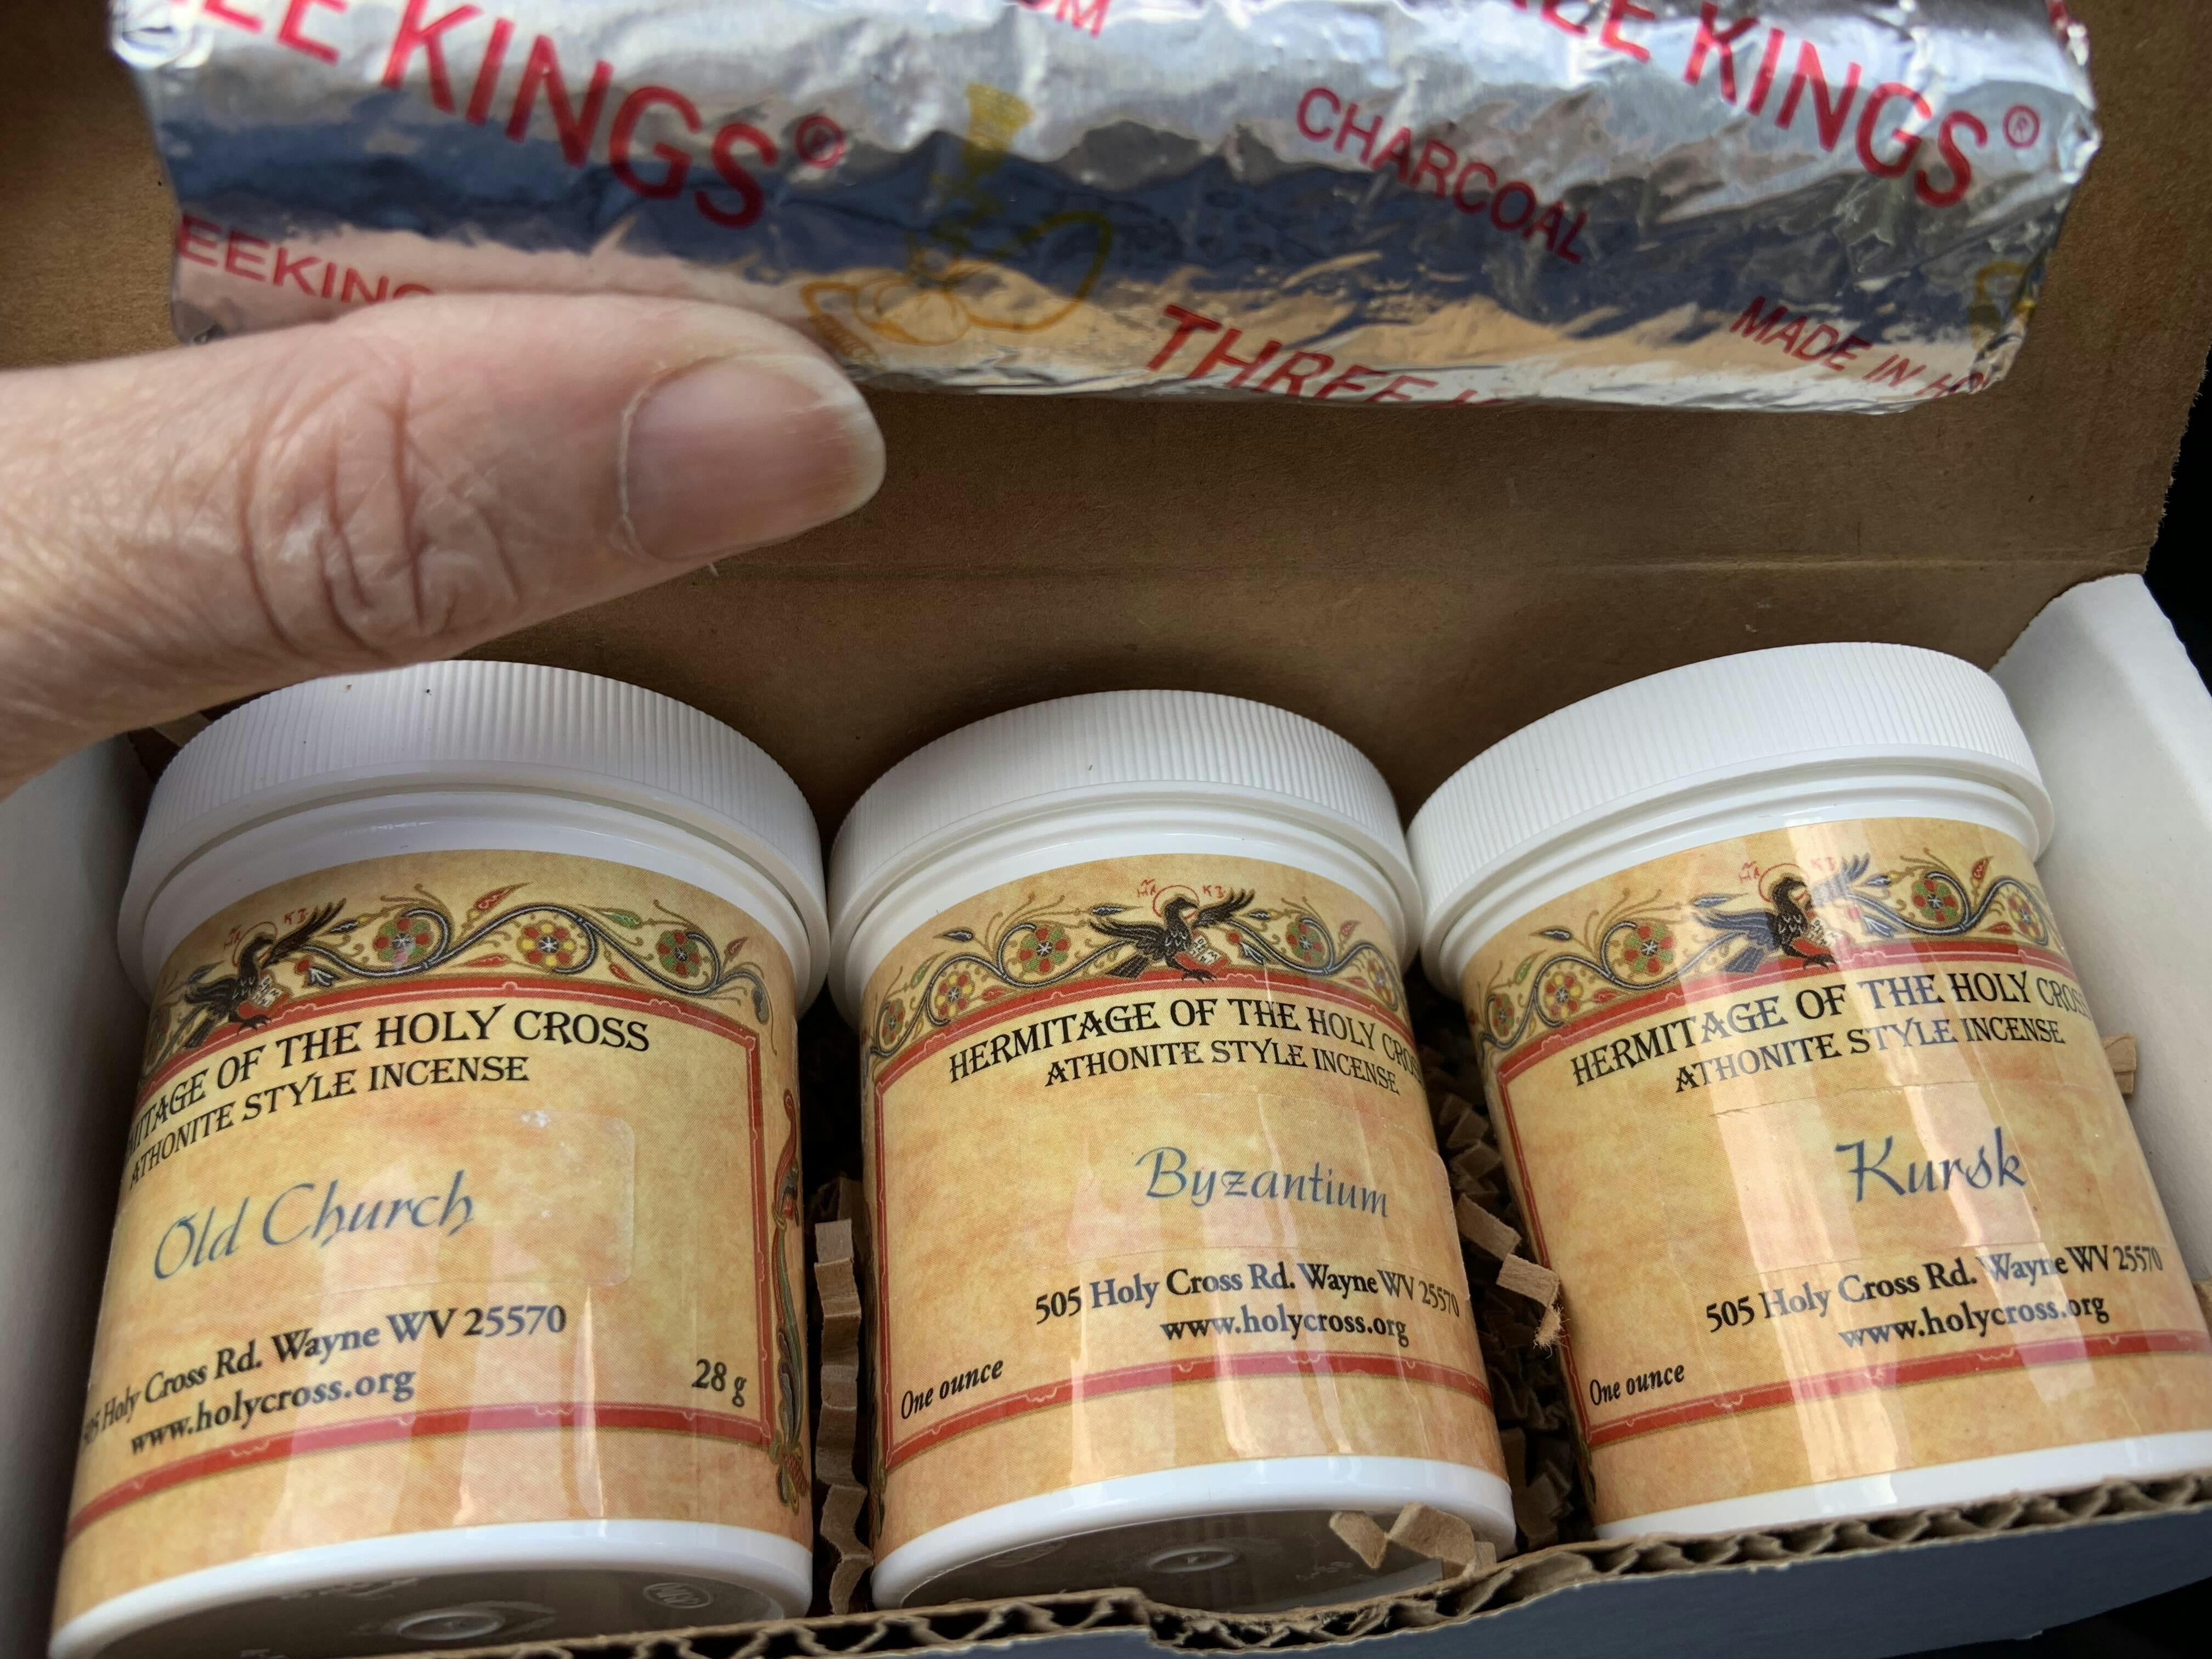 KINGS®
CHARCOAL
KINGS®
THREE
MADE IN
OF THE HOLY CROSS
ATHONITE STYLE INCENSE
Old Church
Holy Cross Rd. Wayne WV 25570
www.holycross.org
28 g
HERMITAGE OF THE HOLY CROSS
ATHONITE STYLE INCENSE
Byzantium
505 Holy Cross Rd. Wayne WV 25570
www.holycross.org
One ounce
HERMITAGE OF THE HOLY CROSS
ATHONITE STYLE INCENSE
Kursk
505 Holy Cross Rd. Wayne WV 25570
www.holycross.org
One ounce